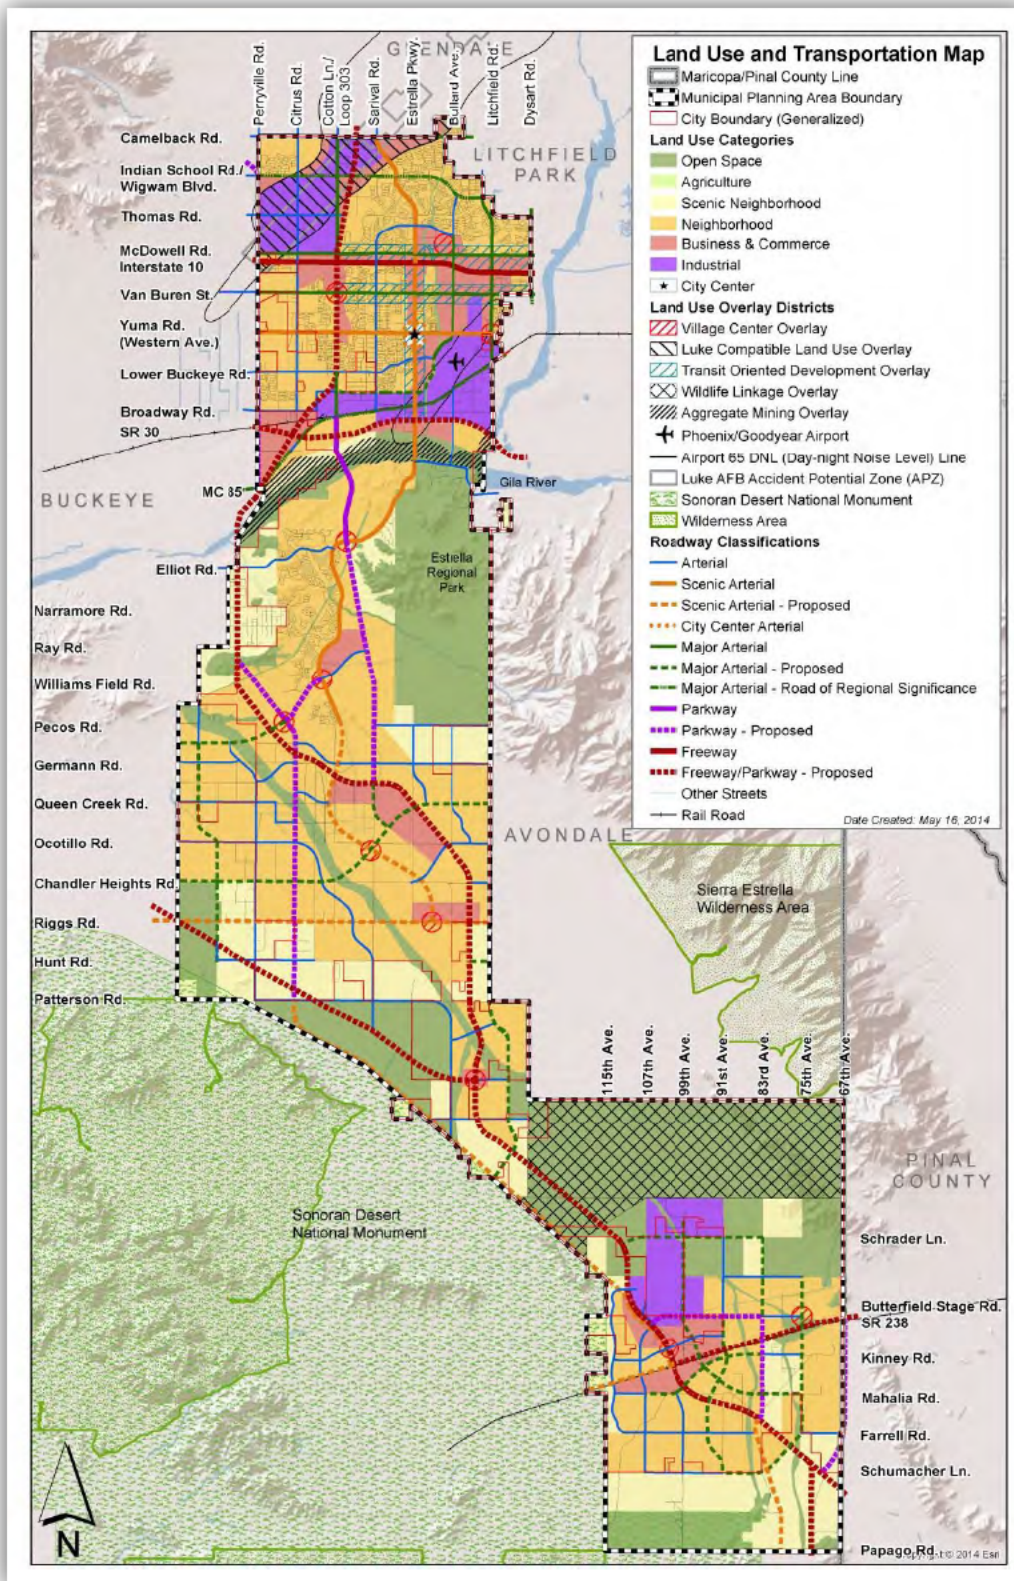 GLENDALE
Perryville Rd.
Citrus Rd.
Cotton Ln./
Loop 303
Sarival Rd.
Estrella Pkwy.
Bullard Ave.
Litchfield Rd.
Dysart Rd.
Land Use and Transportation Map
Maricopa/Pinal County Line
Municipal Planning Area Boundary
City Boundary (Generalized)
Land Use Categories
Open Space
Agriculture
Scenic Neighborhood
Neighborhood
Business & Commerce
Industrial
City Center
Land Use Overlay Districts
Village Center Overlay
Luke Compatible Land Use Overlay
Transit Oriented Development Overlay
Wildlife Linkage Overlay
Aggregate Mining Overlay
Phoenix/Goodyear Airport
Airport 65 DNL (Day-night Noise Level) Line
Luke AFB Accident Potential Zone (APZ)
Sonoran Desert National Monument
Wilderness Area
Roadway Classifications
Arterial
Scenic Arterial
Scenic Arterial - Proposed
City Center Arterial
Major Arterial
Major Arterial - Proposed
Major Arterial - Road of Regional Significance
Parkway
Parkway - Proposed
Freeway
Freeway/Parkway - Proposed
Other Streets
Rail Road
Date Created: May 16, 2014
Camelback Rd.
LITCHFIELD
PARK
Indian School Rd./
Wigwam Blvd.
Thomas Rd.
McDowell Rd.
Interstate 10
Van Buren St.
Yuma Rd.
(Western Ave.)
Lower Buckeye Rd.
Broadway Rd.
SR 30
MC 85
BUCKEYE
Gila River
Estrella
Regional
Park
Elliot Rd.
Narramore Rd.
Ray Rd.
Williams Field Rd.
Pecos Rd.
Germann Rd.
Queen Creek Rd.
Ocotillo Rd.
AVONDALE
Chandler Heights Rd.
Sierra Estrella
Wilderness Area
Riggs Rd.
Hunt Rd.
Patterson Rd.
115th Ave.
107th Ave.
99th Ave.
91st Ave.
83rd Ave.
75th Ave.
67th Ave.
PINAL
COUNTY
Sonoran Desert
National Monument
Schrader Ln.
Butterfield Stage Rd.
SR 238
Kinney Rd.
Mahalia Rd.
Farrell Rd.
Schumacher Ln.
Papago Rd.
Copyright:© 2014 Esri
N